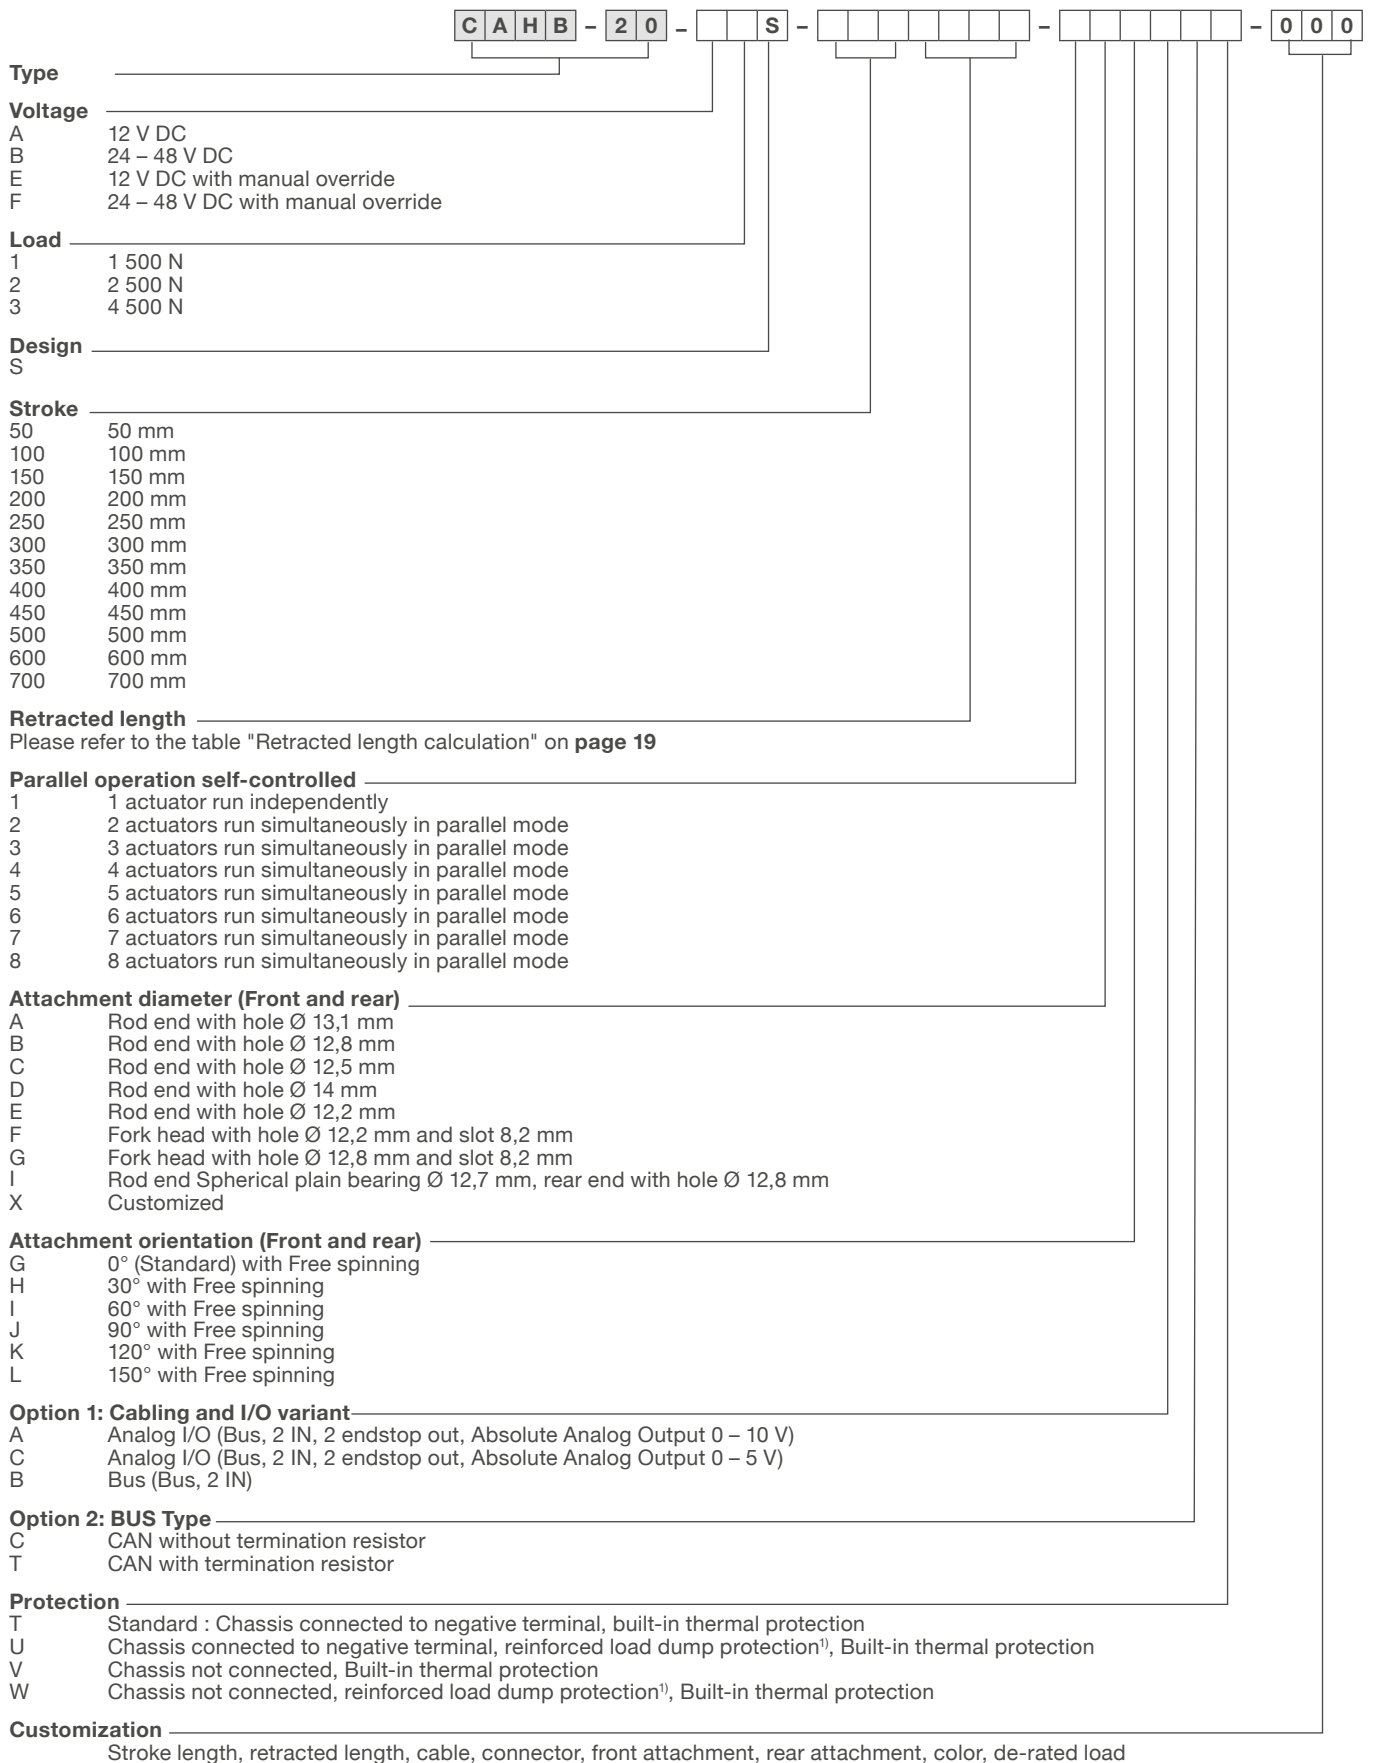 CAHB – 20 – S – – – 000
Type
Voltage
A 12 V DC
B 24 – 48 V DC
E 12 V DC with manual override
F 24 – 48 V DC with manual override
Load
1 1 500 N
2 2 500 N
3 4 500 N
Design
S
Stroke
50 50 mm
100 100 mm
150 150 mm
200 200 mm
250 250 mm
300 300 mm
350 350 mm
400 400 mm
450 450 mm
500 500 mm
600 600 mm
700 700 mm
Retracted length
Please refer to the table "Retracted length calculation" on page 19
Parallel operation self-controlled
1 1 actuator run independently
2 2 actuators run simultaneously in parallel mode
3 3 actuators run simultaneously in parallel mode
4 4 actuators run simultaneously in parallel mode
5 5 actuators run simultaneously in parallel mode
6 6 actuators run simultaneously in parallel mode
7 7 actuators run simultaneously in parallel mode
8 8 actuators run simultaneously in parallel mode
Attachment diameter (Front and rear)
A Rod end with hole Ø 13,1 mm
B Rod end with hole Ø 12,8 mm
C Rod end with hole Ø 12,5 mm
D Rod end with hole Ø 14 mm
E Rod end with hole Ø 12,2 mm
F Fork head with hole Ø 12,2 mm and slot 8,2 mm
G Fork head with hole Ø 12,8 mm and slot 8,2 mm
I Rod end Spherical plain bearing Ø 12,7 mm, rear end with hole Ø 12,8 mm
X Customized
Attachment orientation (Front and rear)
G 0° (Standard) with Free spinning
H 30° with Free spinning
I 60° with Free spinning
J 90° with Free spinning
K 120° with Free spinning
L 150° with Free spinning
Option 1: Cabling and I/O variant
A Analog I/O (Bus, 2 IN, 2 endstop out, Absolute Analog Output 0 – 10 V)
C Analog I/O (Bus, 2 IN, 2 endstop out, Absolute Analog Output 0 – 5 V)
B Bus (Bus, 2 IN)
Option 2: BUS Type
C CAN without termination resistor
T CAN with termination resistor
Protection
T Standard : Chassis connected to negative terminal, built-in thermal protection
U Chassis connected to negative terminal, reinforced load dump protection1), Built-in thermal protection
V Chassis not connected, Built-in thermal protection
W Chassis not connected, reinforced load dump protection1), Built-in thermal protection
Customization
Stroke length, retracted length, cable, connector, front attachment, rear attachment, color, de-rated load